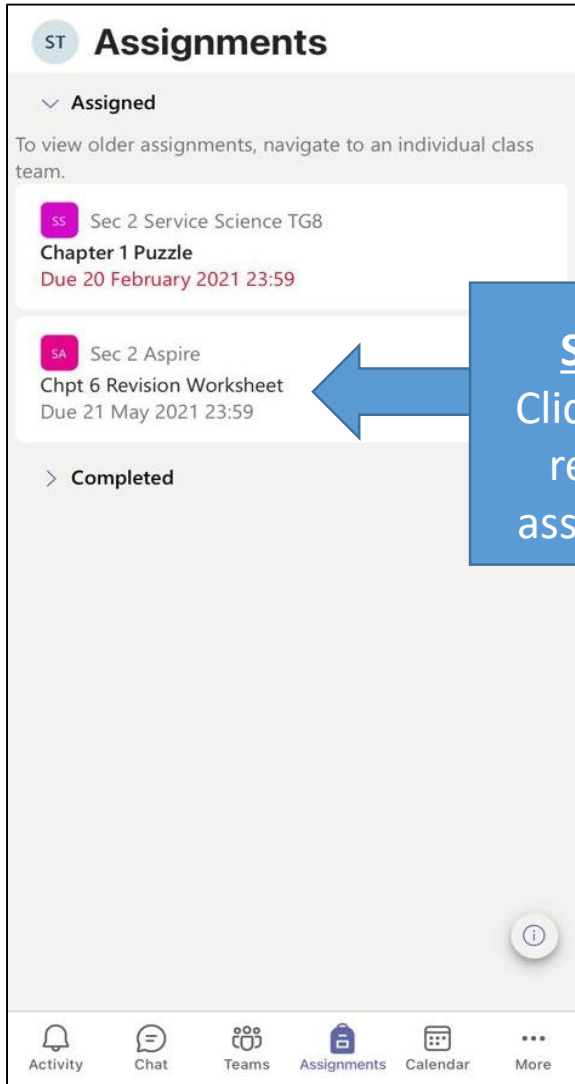 ST Assignments
Assigned
To view older assignments, navigate to an individual class
team.
SS Sec 2 Service Science TG8
Chapter 1 Puzzle
Due 20 February 2021 23:59
SA Sec 2 Aspire
Chpt 6 Revision Worksheet
Due 21 May 2021 23:59
Completed
Activity Chat Teams Assignments Calendar More